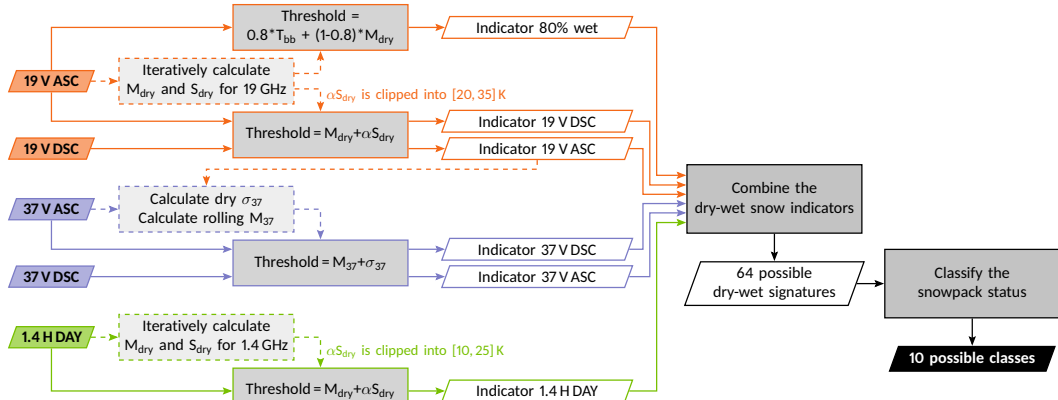 Threshold =
0.8*T_bb + (1-0.8)*M_dry
Indicator 80% wet
19 V ASC
Iteratively calculate
M_dry and S_dry for 19 GHz
αS_dry is clipped into [20, 35] K
Threshold = M_dry+αS_dry
Indicator 19 V DSC
19 V DSC
Indicator 19 V ASC
Calculate dry σ_37
Calculate rolling M_37
37 V ASC
Combine the
dry-wet snow indicators
Threshold = M_37+σ_37
Indicator 37 V DSC
37 V DSC
Indicator 37 V ASC
64 possible
dry-wet signatures
Classify the
snowpack status
1.4 H DAY
Iteratively calculate
M_dry and S_dry for 1.4 GHz
αS_dry is clipped into [10, 25] K
10 possible classes
Threshold = M_dry+αS_dry
Indicator 1.4 H DAY